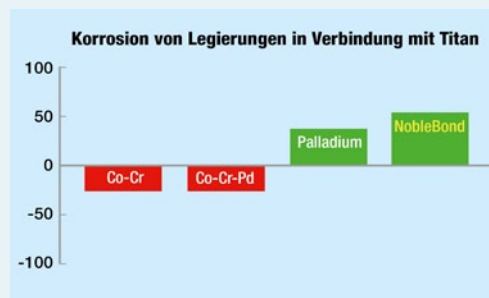 Korrosion von Legierungen in Verbindung mit Titan
100
50
NobleBond
Palladium
0
Co-Cr
Co-Cr-Pd
-50
-100